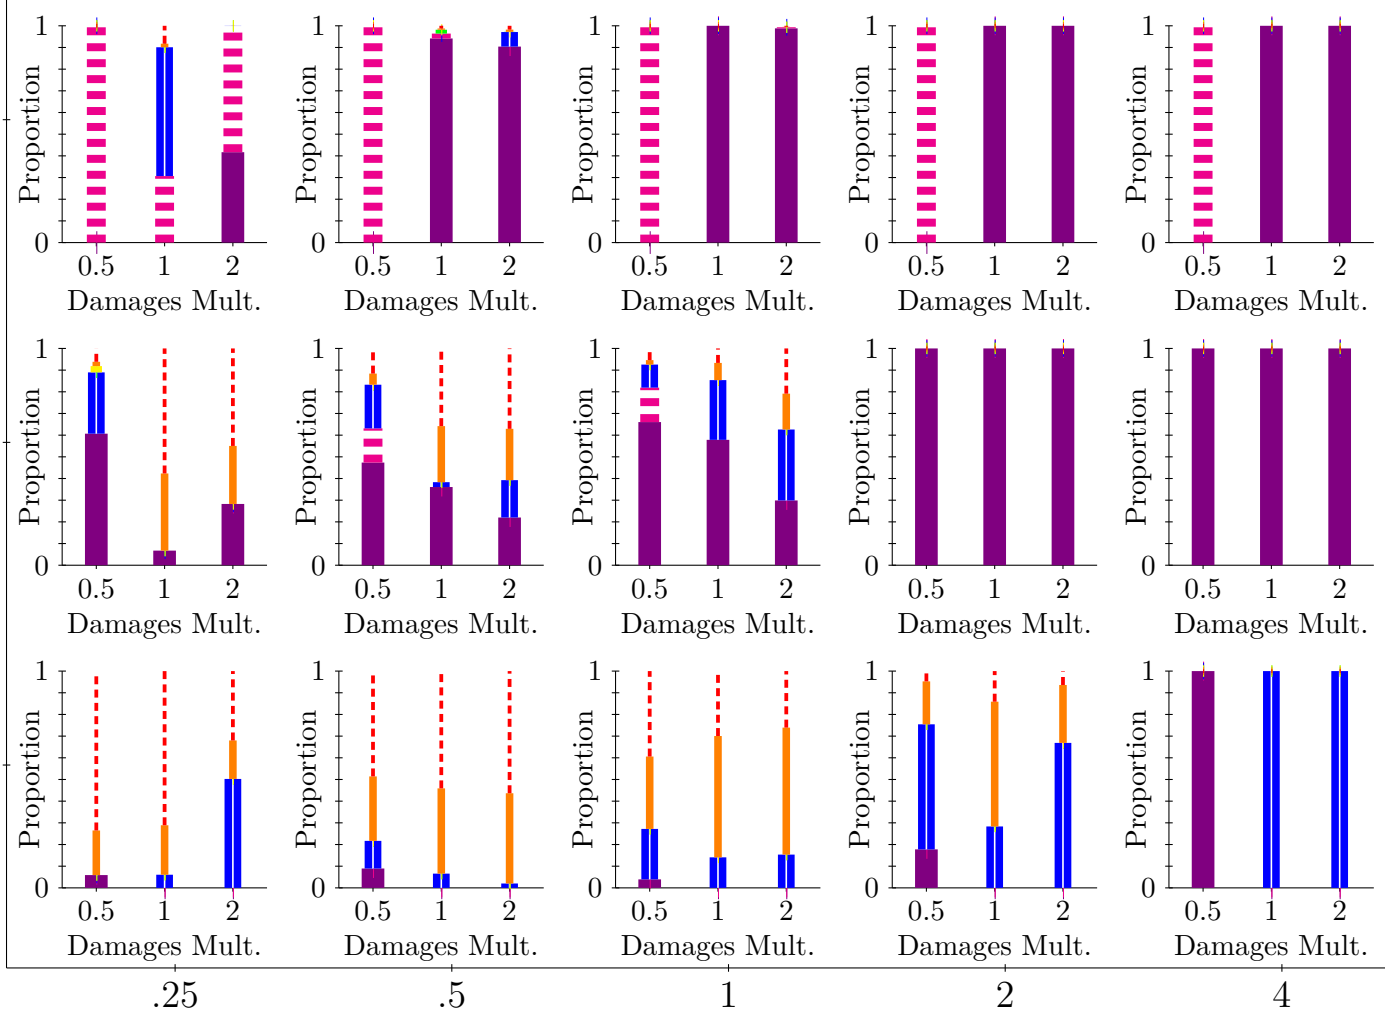 1 1 1 1 1
Proportion Proportion Proportion Proportion Proportion
0 0 0 0 0
0.5 1 2 0.5 1 2 0.5 1 2 0.5 1 2 0.5 1 2
Damages Mult. Damages Mult. Damages Mult. Damages Mult. Damages Mult.
1 1 1 1 1
Proportion Proportion Proportion Proportion Proportion
0 0 0 0 0
0.5 1 2 0.5 1 2 0.5 1 2 0.5 1 2 0.5 1 2
Damages Mult. Damages Mult. Damages Mult. Damages Mult. Damages Mult.
1 1 1 1 1
Proportion Proportion Proportion Proportion Proportion
0 0 0 0 0
0.5 1 2 0.5 1 2 0.5 1 2 0.5 1 2 0.5 1 2
Damages Mult. Damages Mult. Damages Mult. Damages Mult. Damages Mult.
.25 .5 1 2 4